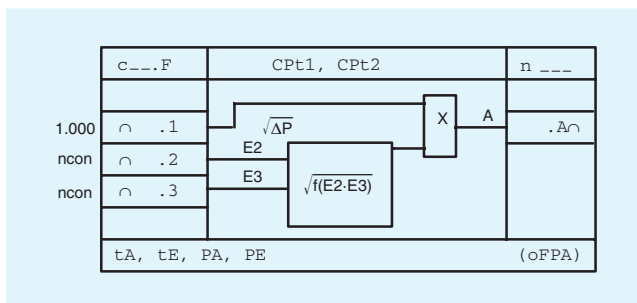 c__.F CPt1, CPt2 n ___
1.000 ∩ .1 √ΔP X A .A∩
ncon ∩ .2 E2
ncon ∩ .3 E3 √f(E2·E3)
tA, tE, PA, PE (oFPA)